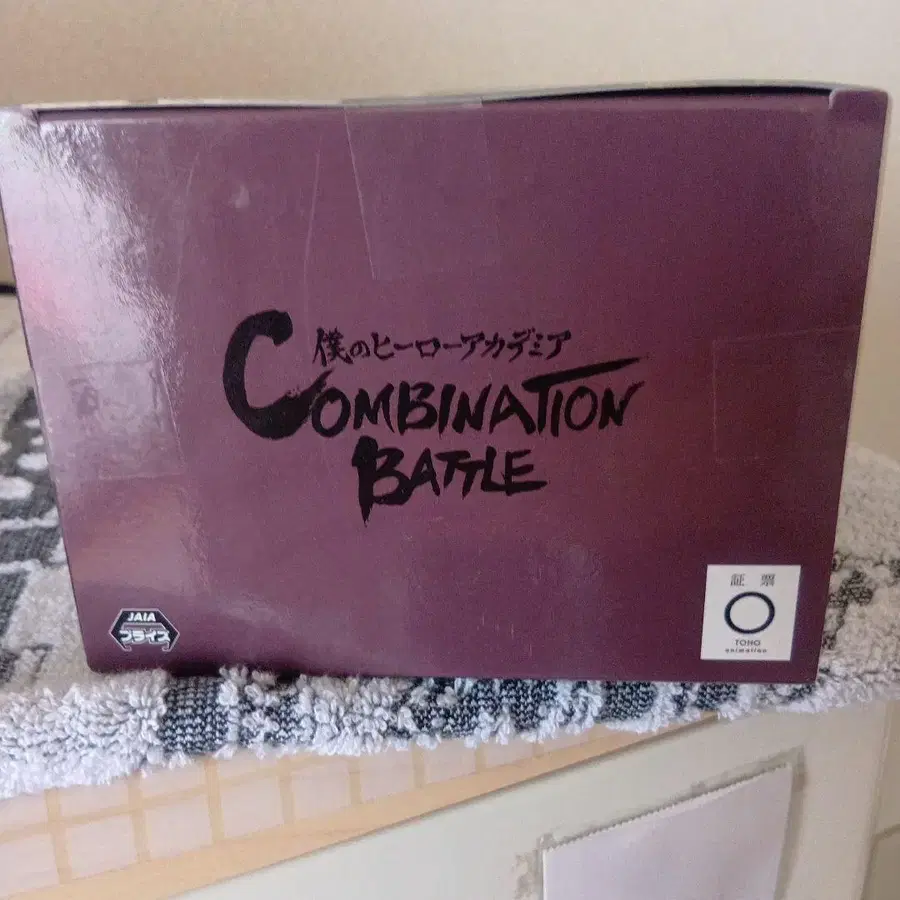 僕のヒーローアカデミア
COMBINATION
BATTLE
JAIA
プライズ
証票
TOHO
animation